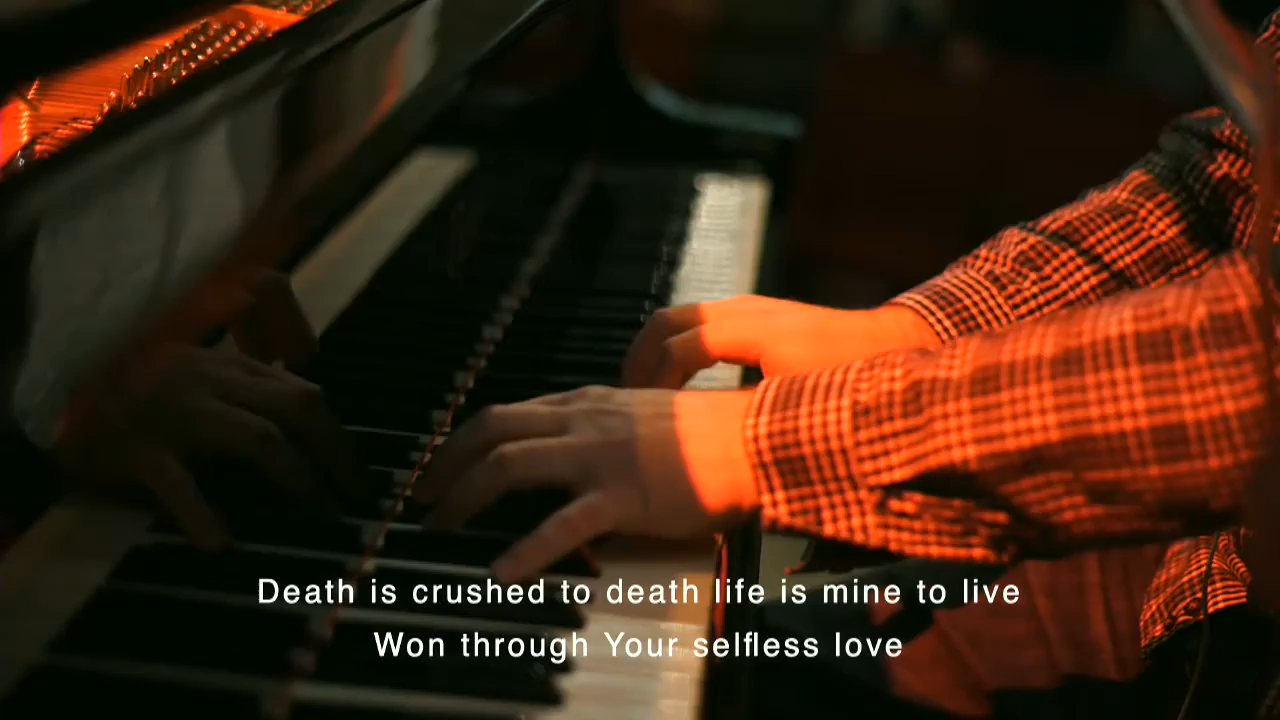 Death is crushed to death life is mine to live
Won through Your selfless love